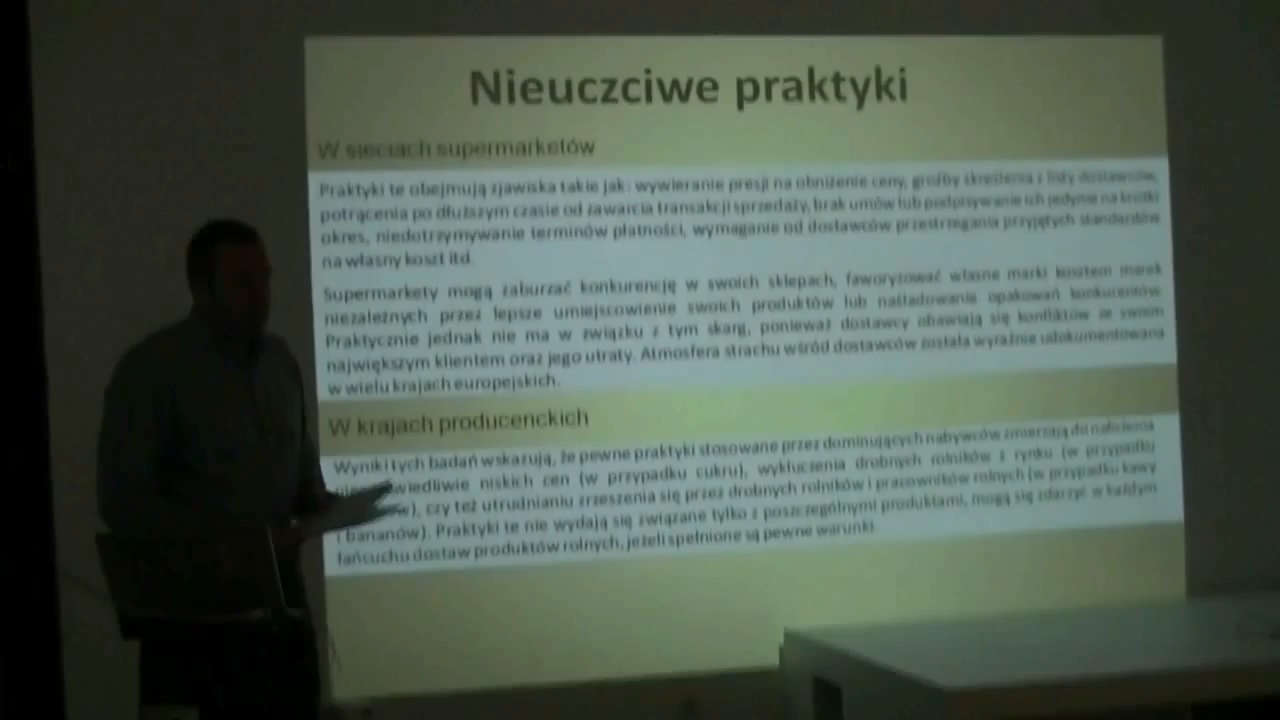 Nieuczciwe praktyki
W sieciach supermarketów
Praktyki te obejmują zjawiska takie jak: wywieranie presji na obniżenie ceny, groźby skreślenia z listy dostawców,
potrącenia po dłuższym czasie od zawarcia transakcji sprzedaży, brak umów lub podpisywanie ich jedynie na krótki
okres, niedotrzymywanie terminów płatności, wymaganie od dostawców przestrzegania przyjętych standardów
na własny koszt itd.
Supermarkety mogą zaburzać konkurencję w swoich sklepach, faworyzować własne marki kosztem marek
niezależnych przez lepsze umiejscowienie swoich produktów lub naśladowanie opakowań konkurentów.
Praktycznie jednak nie ma w związku z tym skarg, ponieważ dostawcy obawiają się konfliktów ze swoim
największym klientem oraz jego utraty. Atmosfera strachu wśród dostawców została wyraźnie udokumentowana
w wielu krajach europejskich.
W krajach producenckich
Wyniki tych badań wskazują, że pewne praktyki stosowane przez dominujących nabywców zmierzają do
niskich cen (w przypadku cukru), wykluczenia drobnych rolników z rynku (w przypadku
czy też utrudnianiu zrzeszenia się przez drobnych rolników i pracowników rolnych (w przypadku kawy
i bananów). Praktyki te nie wydają się związane tylko z poszczególnymi produktami, mogą się zdarzyć w każdym
łańcuchu dostaw produktów rolnych, jeżeli spełnione są pewne warunki.